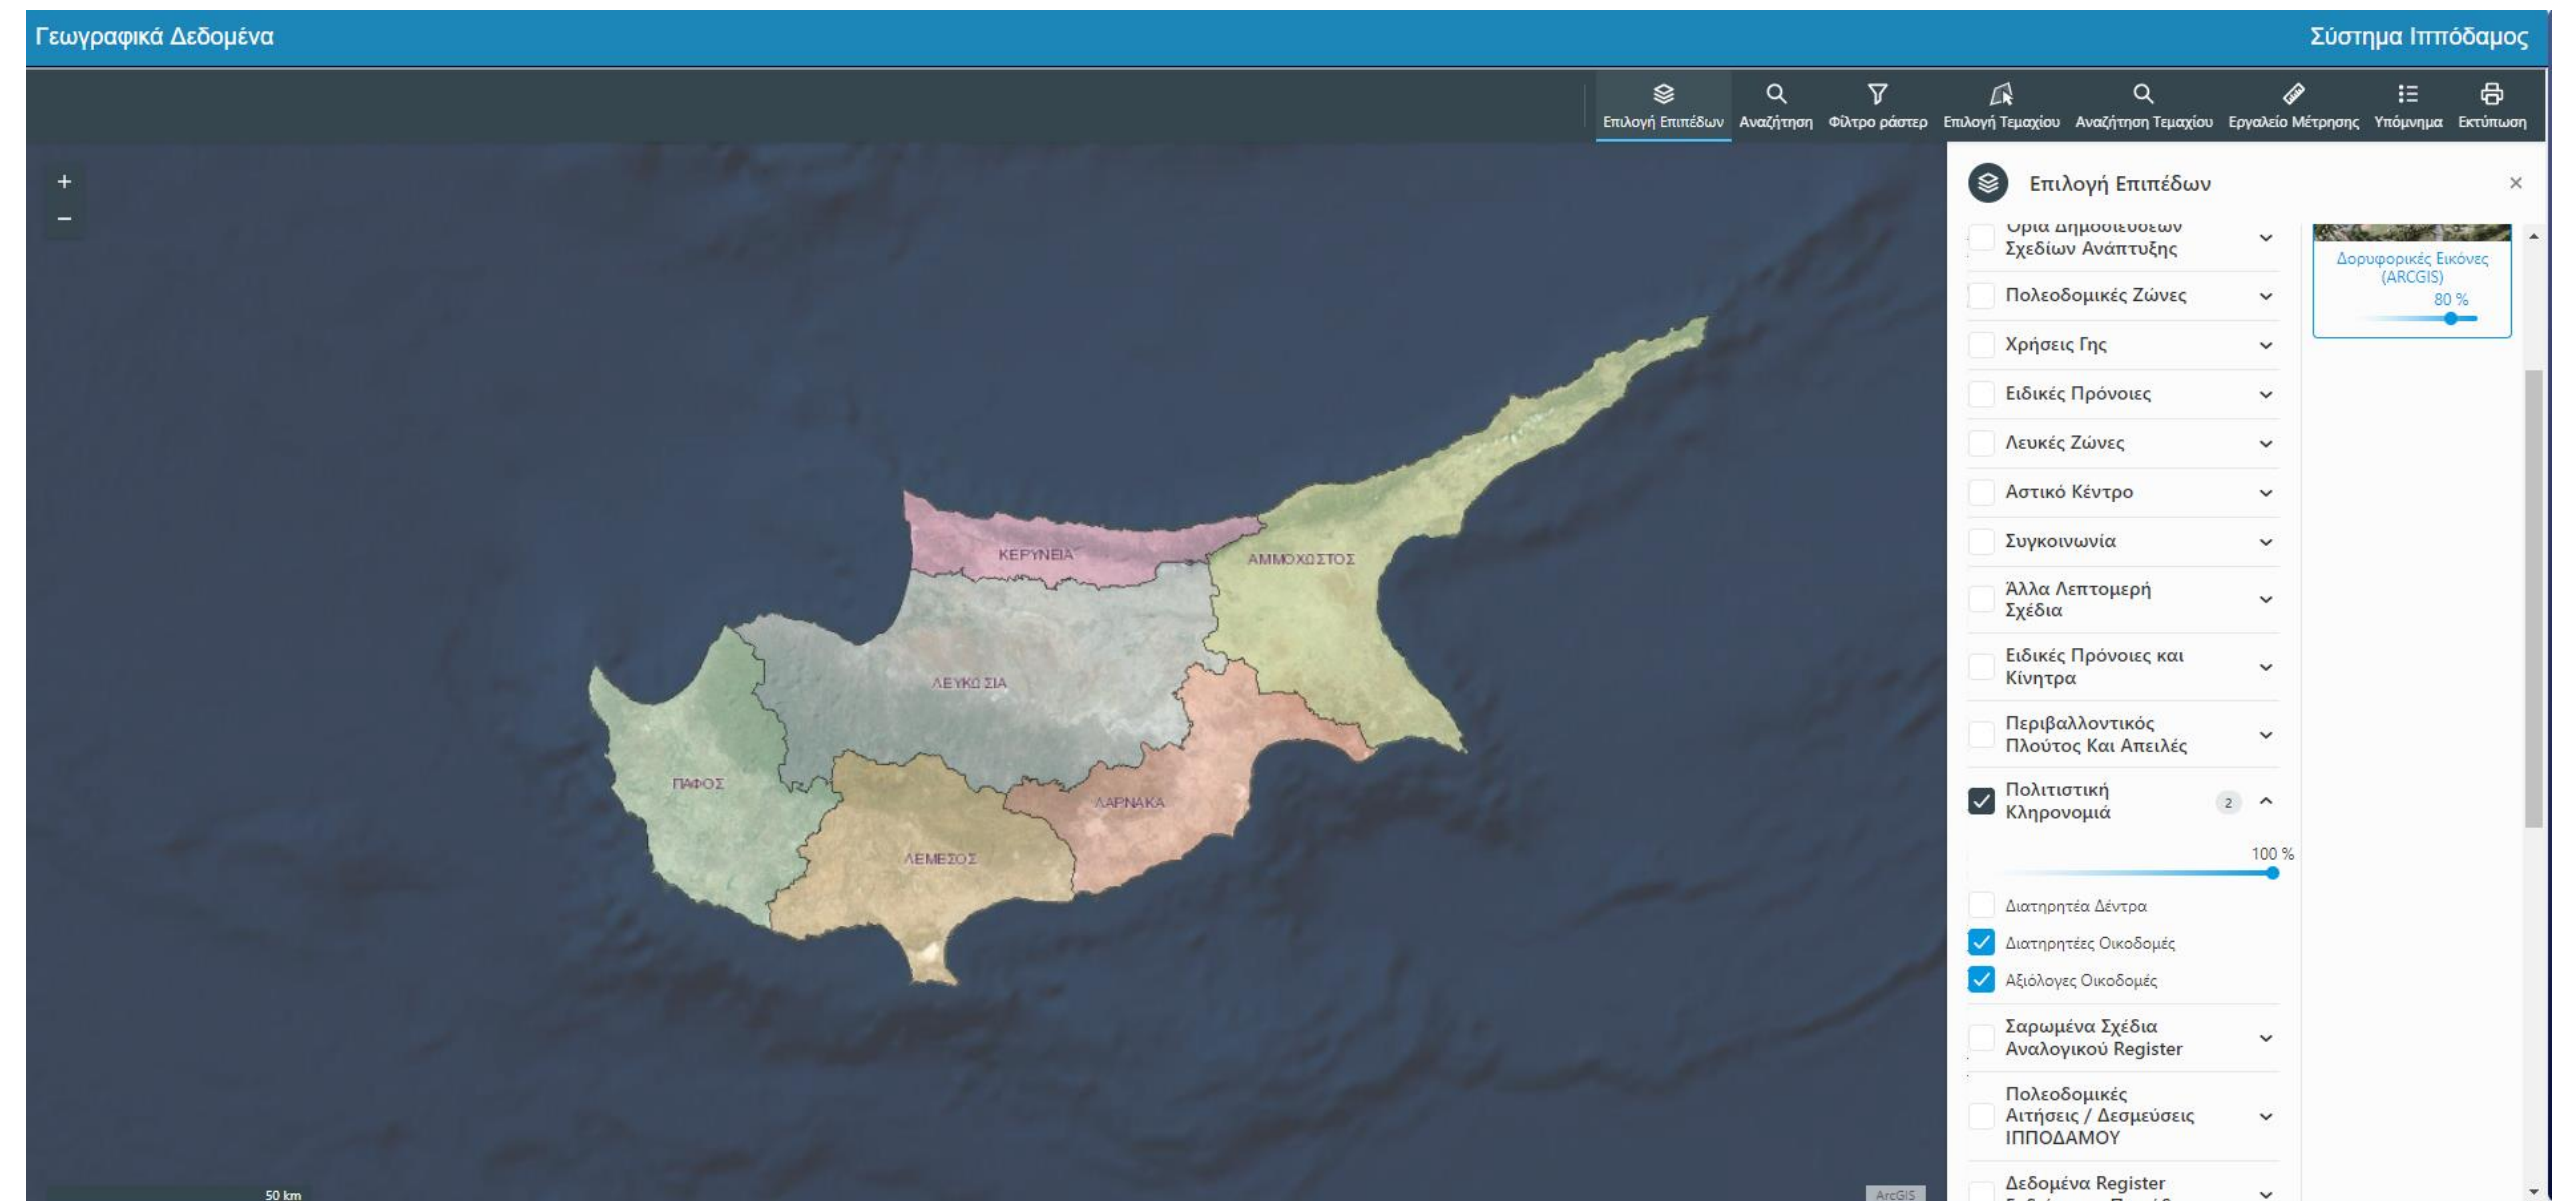 Γεωγραφικά Δεδομένα
Σύστημα Ιππόδαμος
Επιλογή Επιπέδων
Αναζήτηση
Φίλτρο ράστερ
Επιλογή Τεμαχίου
Αναζήτηση Τεμαχίου
Εργαλείο Μέτρησης
Υπόμνημα
Εκτύπωση
Επιλογή Επιπέδων
Όρια Δημοσιεύσεων
Σχεδίων Ανάπτυξης
Πολεοδομικές Ζώνες
Χρήσεις Γης
Ειδικές Πρόνοιες
Λευκές Ζώνες
Αστικό Κέντρο
Συγκοινωνία
Άλλα Λεπτομερή
Σχέδια
Ειδικές Πρόνοιες και
Κίνητρα
Περιβαλλοντικός
Πλούτος Και Απειλές
Πολιτιστική
Κληρονομιά
2
100 %
Διατηρητέα Δέντρα
Διατηρητέες Οικοδομές
Αξιόλογες Οικοδομές
Σαρωμένα Σχέδια
Αναλογικού Register
Πολεοδομικές
Αιτήσεις / Δεσμεύσεις
ΙΠΠΟΔΑΜΟΥ
Δεδομένα Register
Δορυφορικές Εικόνες
(ARCGIS)
80 %
ΚΕΡΥΝΕΙΑ
ΑΜΜΟΧΩΣΤΟΣ
ΛΕΥΚΩΣΙΑ
ΠΑΦΟΣ
ΛΑΡΝΑΚΑ
ΛΕΜΕΣΟΣ
50 km
ArcGIS